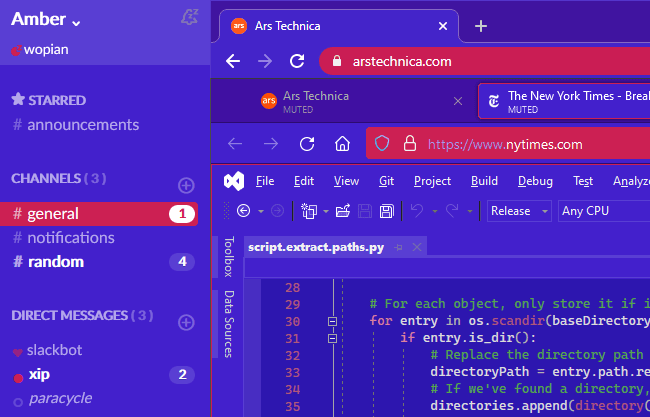 Amber
wopian
STARRED
# announcements
CHANNELS (3)
# general 1
# notifications
# random 4
DIRECT MESSAGES (3)
slackbot
xip 2
paracycle
ars Ars Technica
arstechnica.com
ars Ars Technica
MUTED
The New York Times - Breal
MUTED
https://www.nytimes.com
File Edit View Git Project Build Debug Test Analyze
Release Any CPU
Toolbox
Data Sources
script.extract.paths.py
28
29 # For each object, only store it if i
30 for entry in os.scandir(baseDirectory
31 if entry.is_dir():
32 # Replace the directory path
33 directoryPath = entry.path.re
34 # If we've found a directory,
35 directories.append(directory(